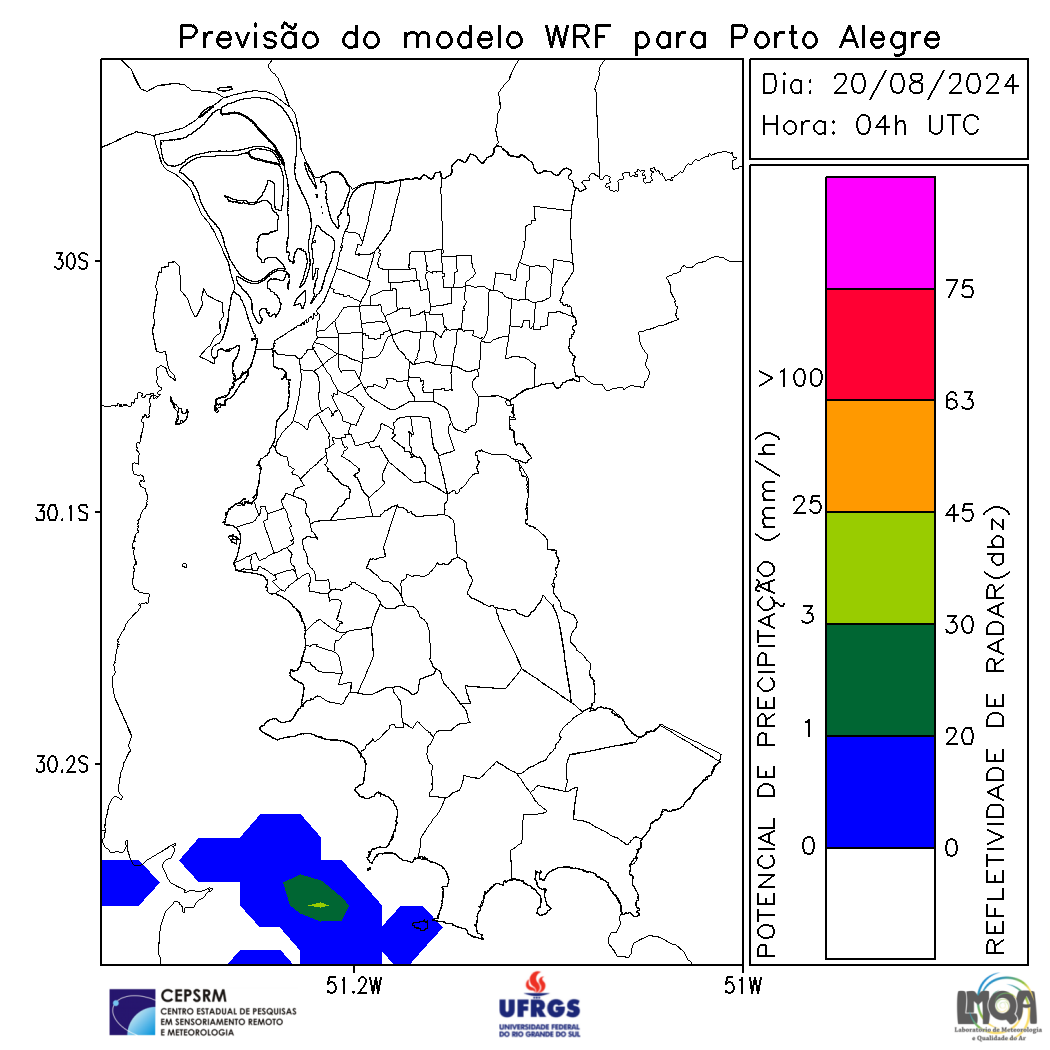 Previsão do modelo WRF para Porto Alegre
Dia: 20/08/2024
Hora: 04h UTC
30S
30.1S
30.2S
51.2W
51W
POTENCIAL DE PRECIPITAÇÃO (mm/h)
>100
25
3
1
0
75
63
45
30
20
0
REFLETIVIDADE DE RADAR(dbz)
CEPSRM
CENTRO ESTADUAL DE PESQUISAS
EM SENSORIAMENTO REMOTO
E METEOROLOGIA
UFRGS
UNIVERSIDADE FEDERAL
DO RIO GRANDE DO SUL
LMQA
Laboratório de Meteorologia
e Qualidade do Ar